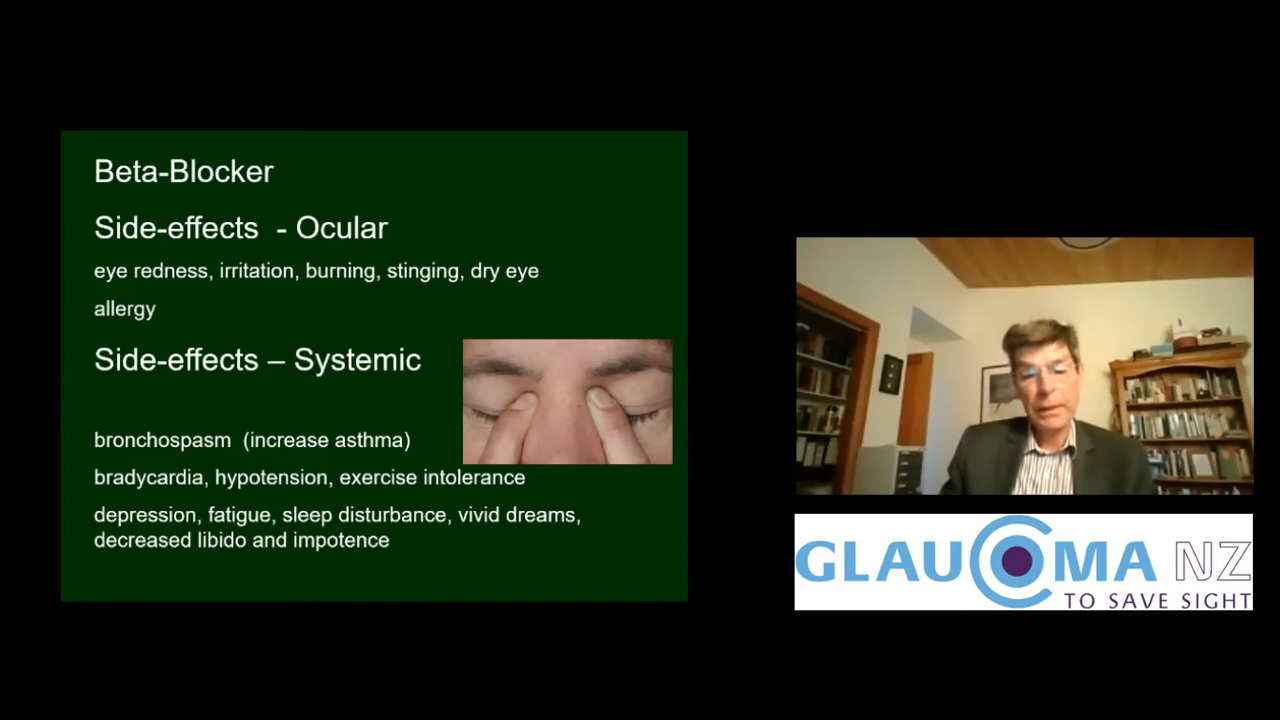 Beta-Blocker
Side-effects - Ocular
eye redness, irritation, burning, stinging, dry eye
allergy
Side-effects – Systemic
bronchospasm (increase asthma)
bradycardia, hypotension, exercise intolerance
depression, fatigue, sleep disturbance, vivid dreams,
decreased libido and impotence
GLAUCOMA NZ
TO SAVE SIGHT